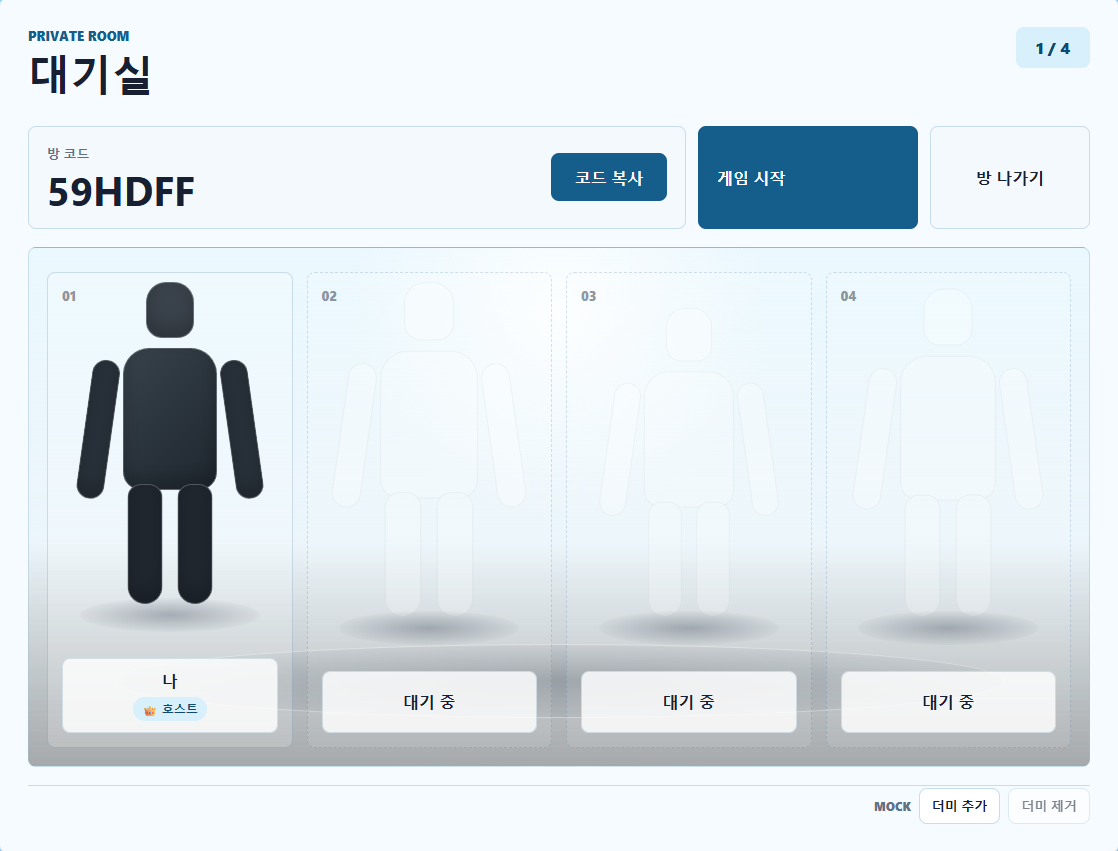 PRIVATE ROOM
대기실
1 / 4
방 코드
59HDFF
코드 복사
게임 시작
방 나가기
01
02
03
04
나
호스트
대기 중
대기 중
대기 중
MOCK
더미 추가
더미 제거